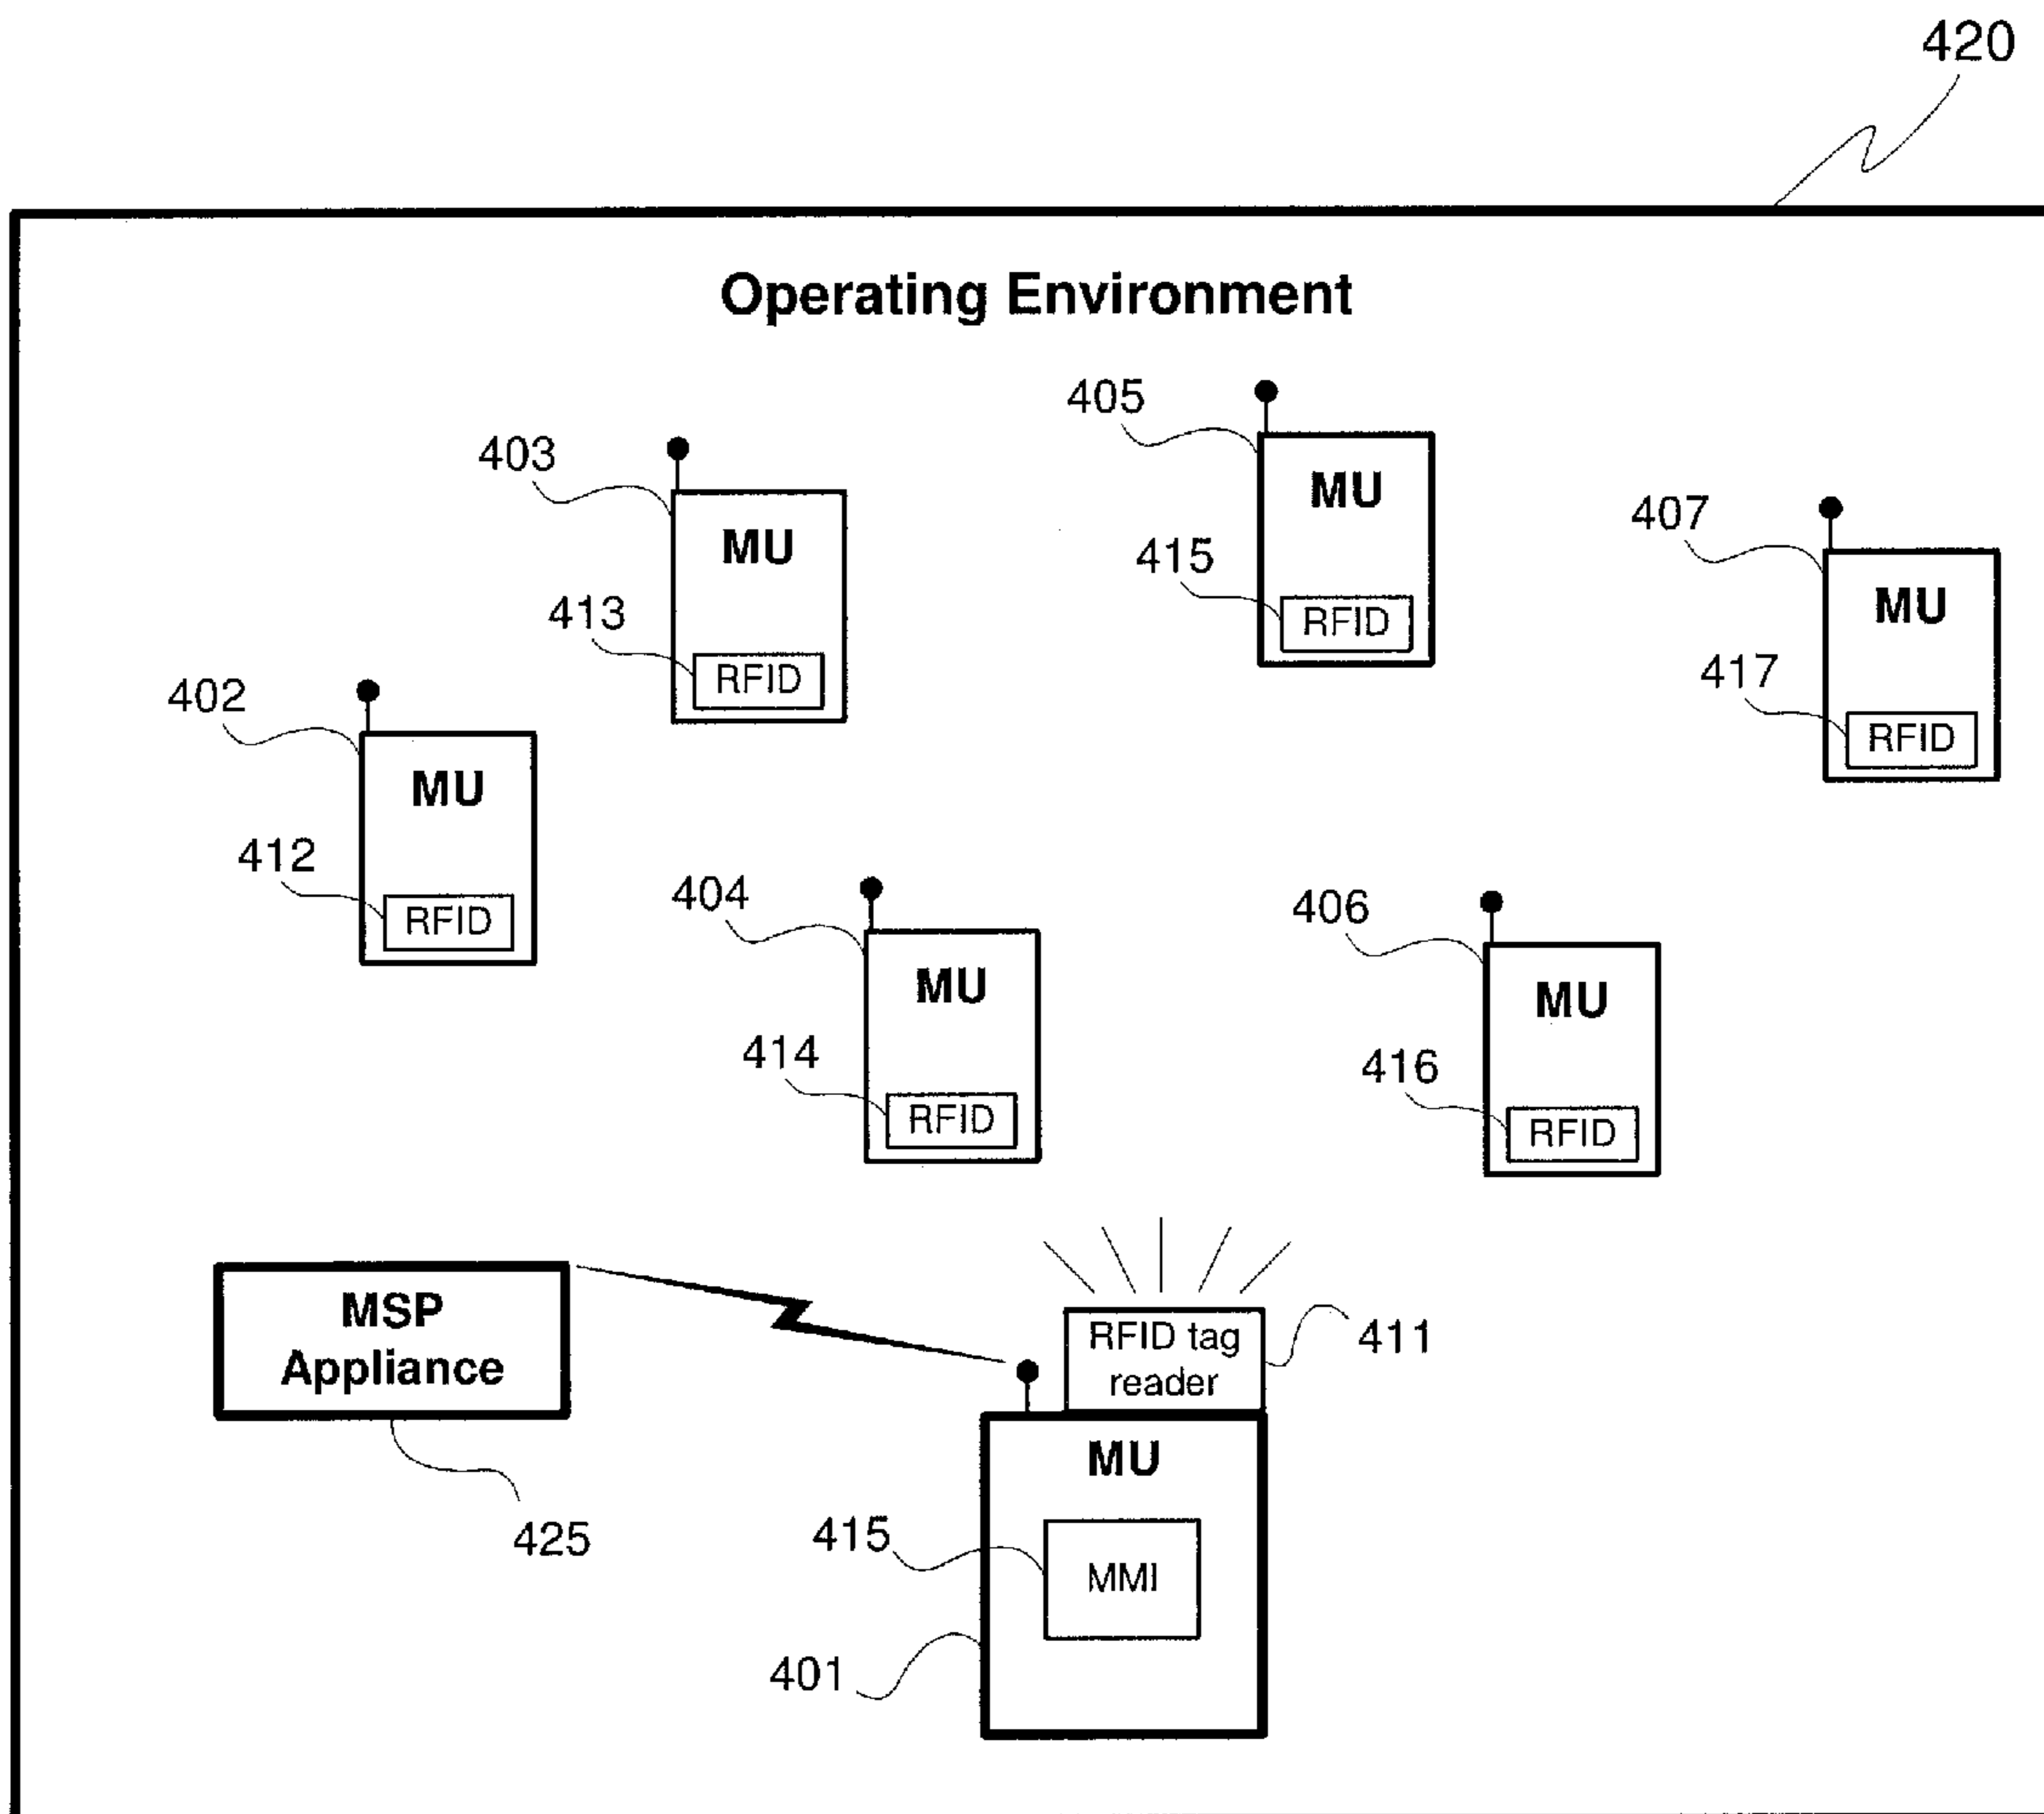 420
Operating Environment
405
MU
415
RFID
403
MU
413
RFID
407
MU
417
RFID
402
MU
412
RFID
404
MU
414
RFID
406
MU
416
RFID
MSP
Appliance
425
RFID tag
reader
411
MU
415
MMI
401